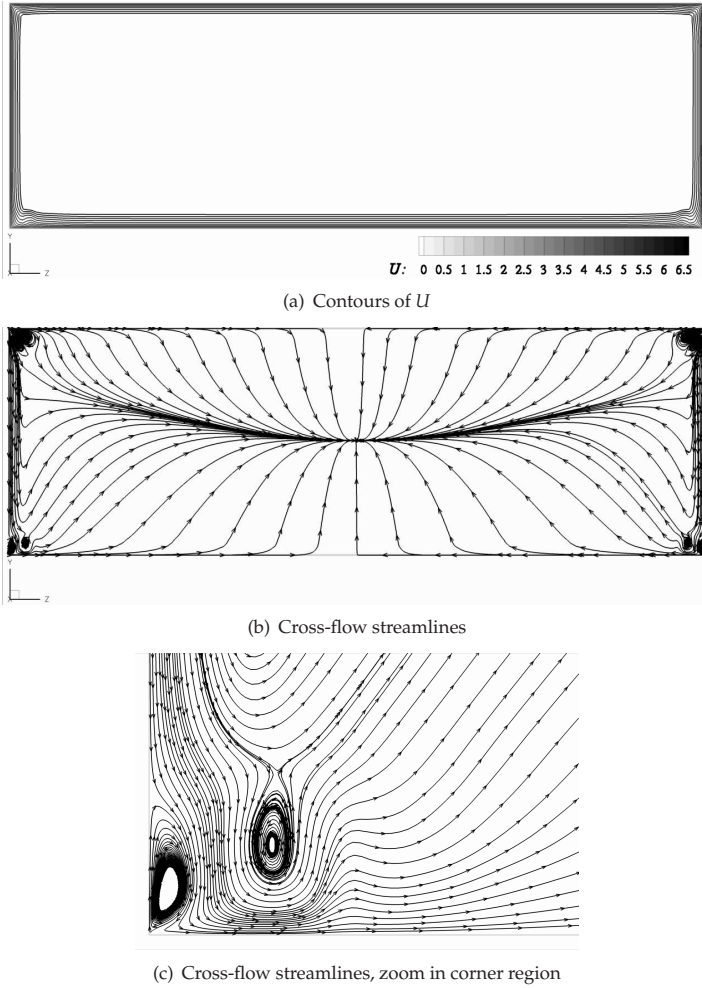 Y
X Z
U: 0 0.5 1 1.5 2 2.5 3 3.5 4 4.5 5 5.5 6 6.5
(a) Contours of U
Y
X Z
(b) Cross-flow streamlines
(c) Cross-flow streamlines, zoom in corner region